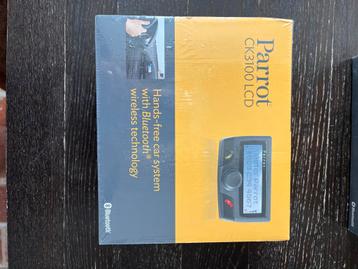 Parrot
CK3100 LCD
Hands-free car system
with Bluetooth®
wireless technology
Bluetooth®